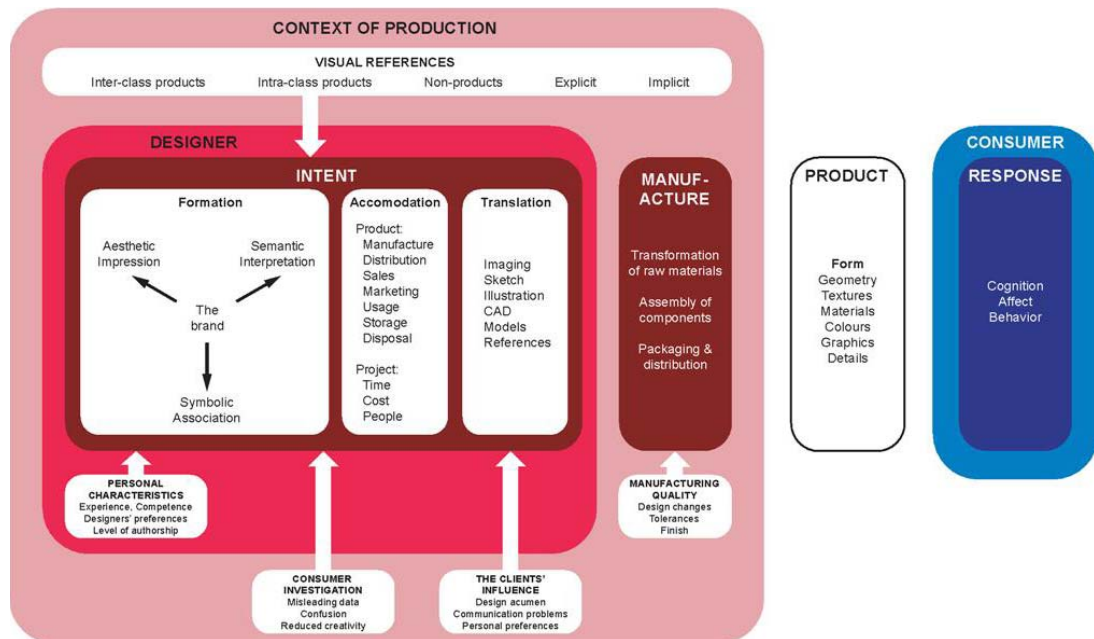 CONTEXT OF PRODUCTION
VISUAL REFERENCES
Inter-class products Intra-class products Non-products Explicit Implicit
DESIGNER
INTENT
Formation
Aesthetic
Impression
Semantic
Interpretation
The
brand
Symbolic
Association
Accomodation
Product:
Manufacture
Distribution
Sales
Marketing
Usage
Storage
Disposal
Project:
Time
Cost
People
Translation
Imaging
Sketch
Illustration
CAD
Models
References
MANUF-
ACTURE
Transformation
of raw materials
Assembly of
components
Packaging &
distribution
PRODUCT
Form
Geometry
Textures
Materials
Colours
Graphics
Details
CONSUMER
RESPONSE
Cognition
Affect
Behavior
PERSONAL
CHARACTERISTICS
Experience, Competence
Designers' preferences
Level of authorship
CONSUMER
INVESTIGATION
Misleading data
Confusion
Reduced creativity
THE CLIENTS'
INFLUENCE
Design acumen
Communication problems
Personal preferences
MANUFACTURING
QUALITY
Design changes
Tolerances
Finish